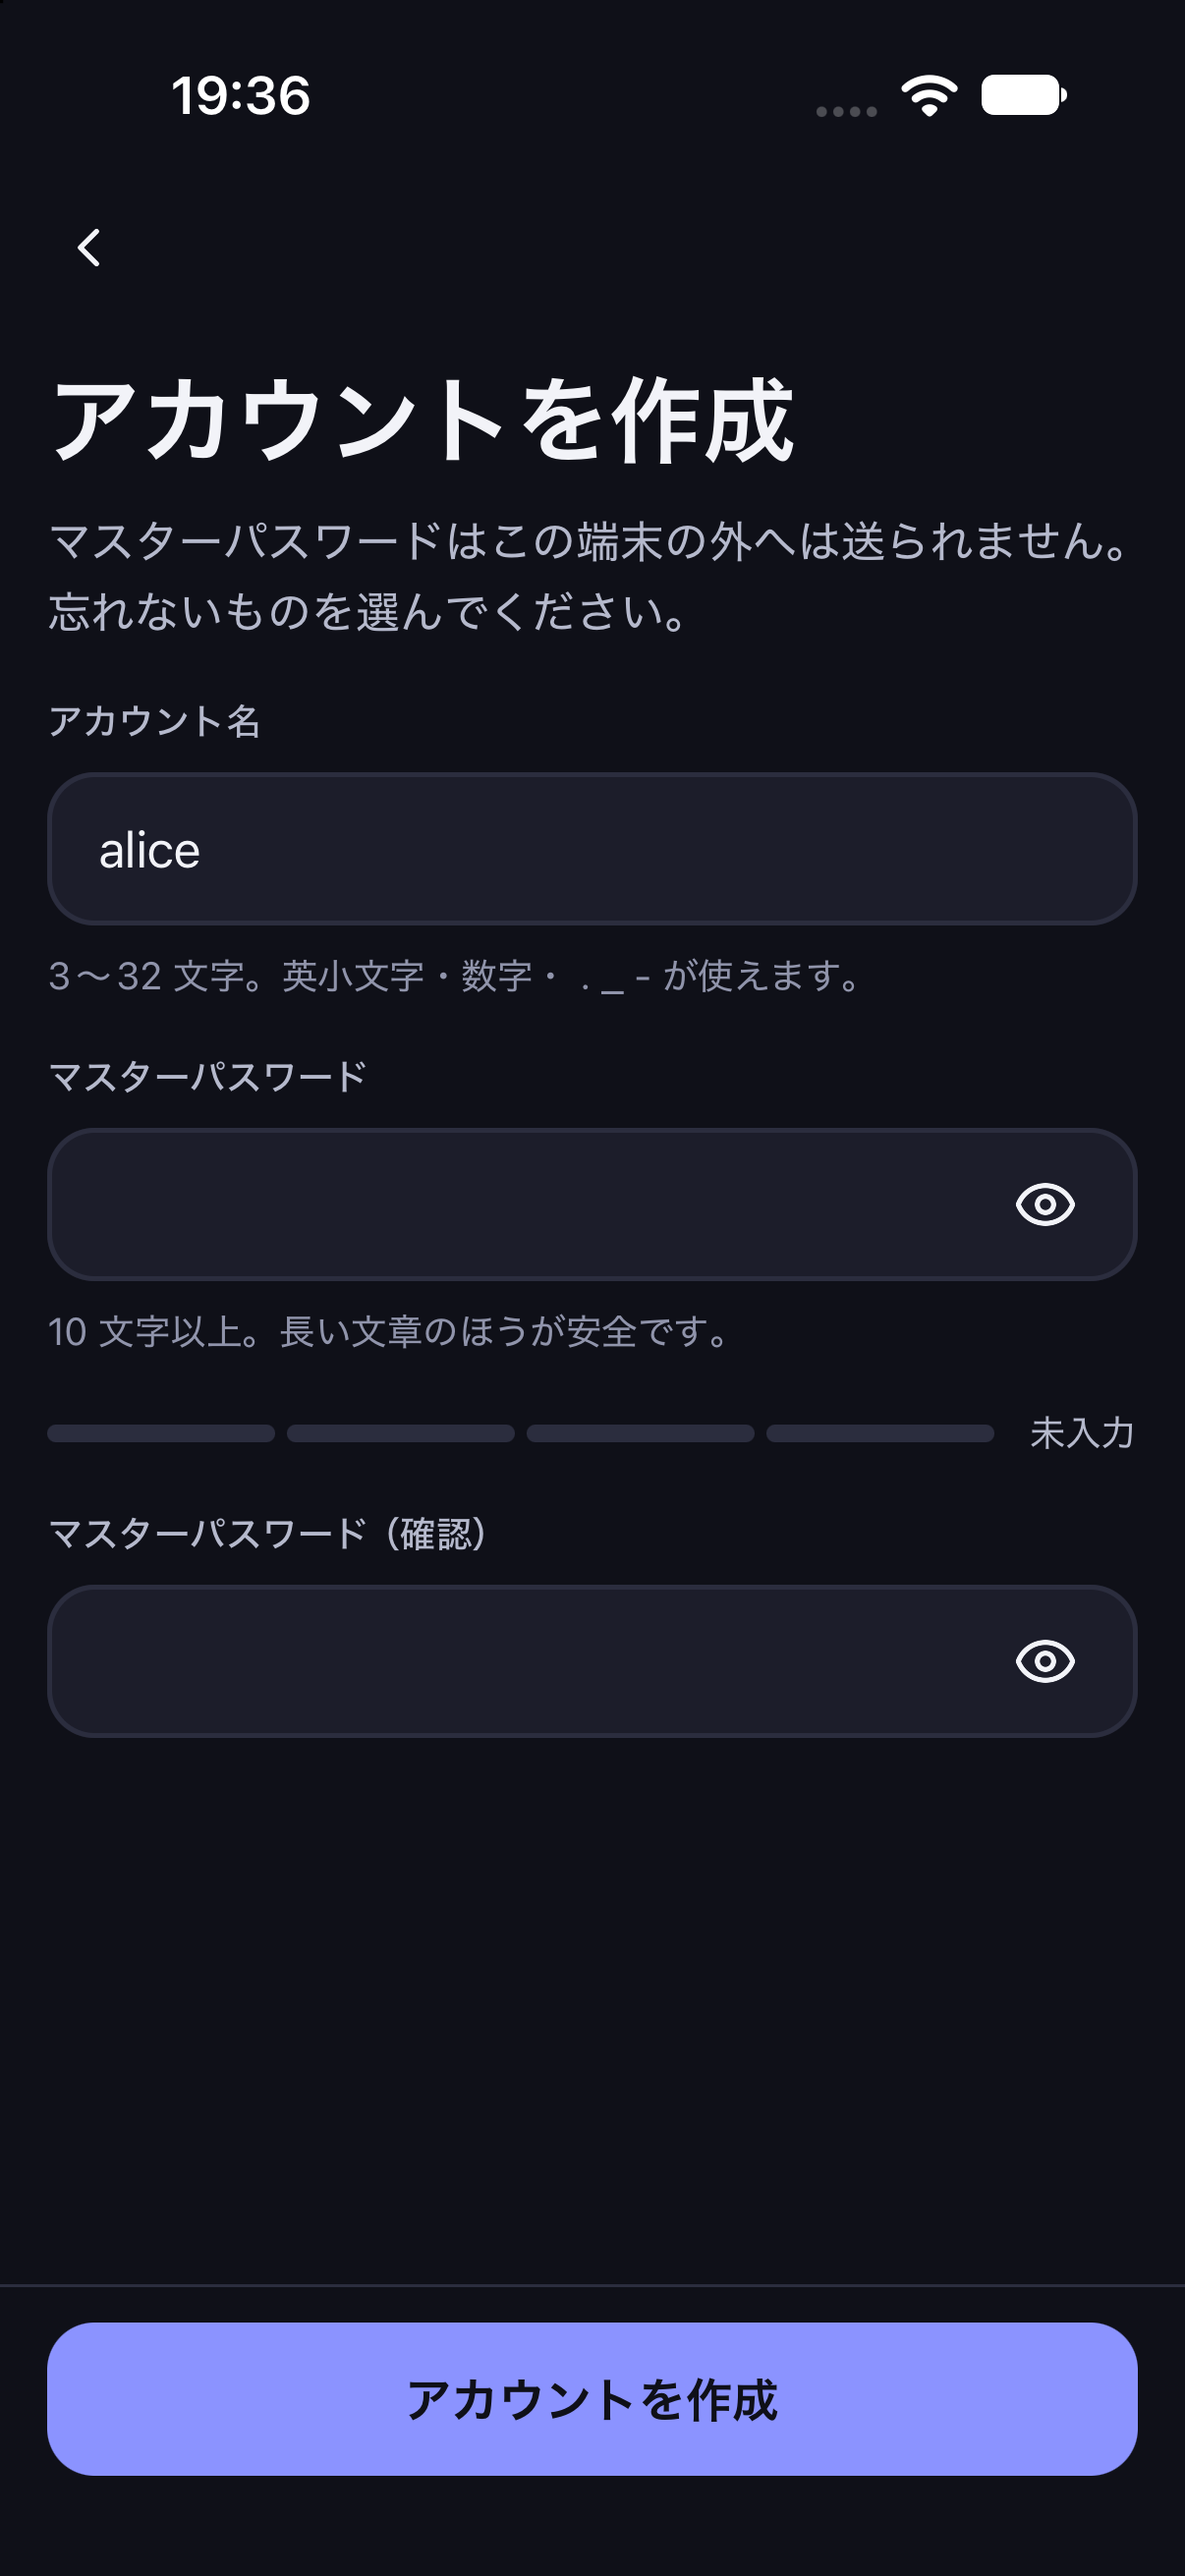 19:36
アカウントを作成
マスターパスワードはこの端末の外へは送られません。
忘れないものを選んでください。
アカウント名
alice
3〜32 文字。英小文字・数字・ . _ - が使えます。
マスターパスワード
10 文字以上。長い文章のほうが安全です。
未入力
マスターパスワード（確認）
アカウントを作成